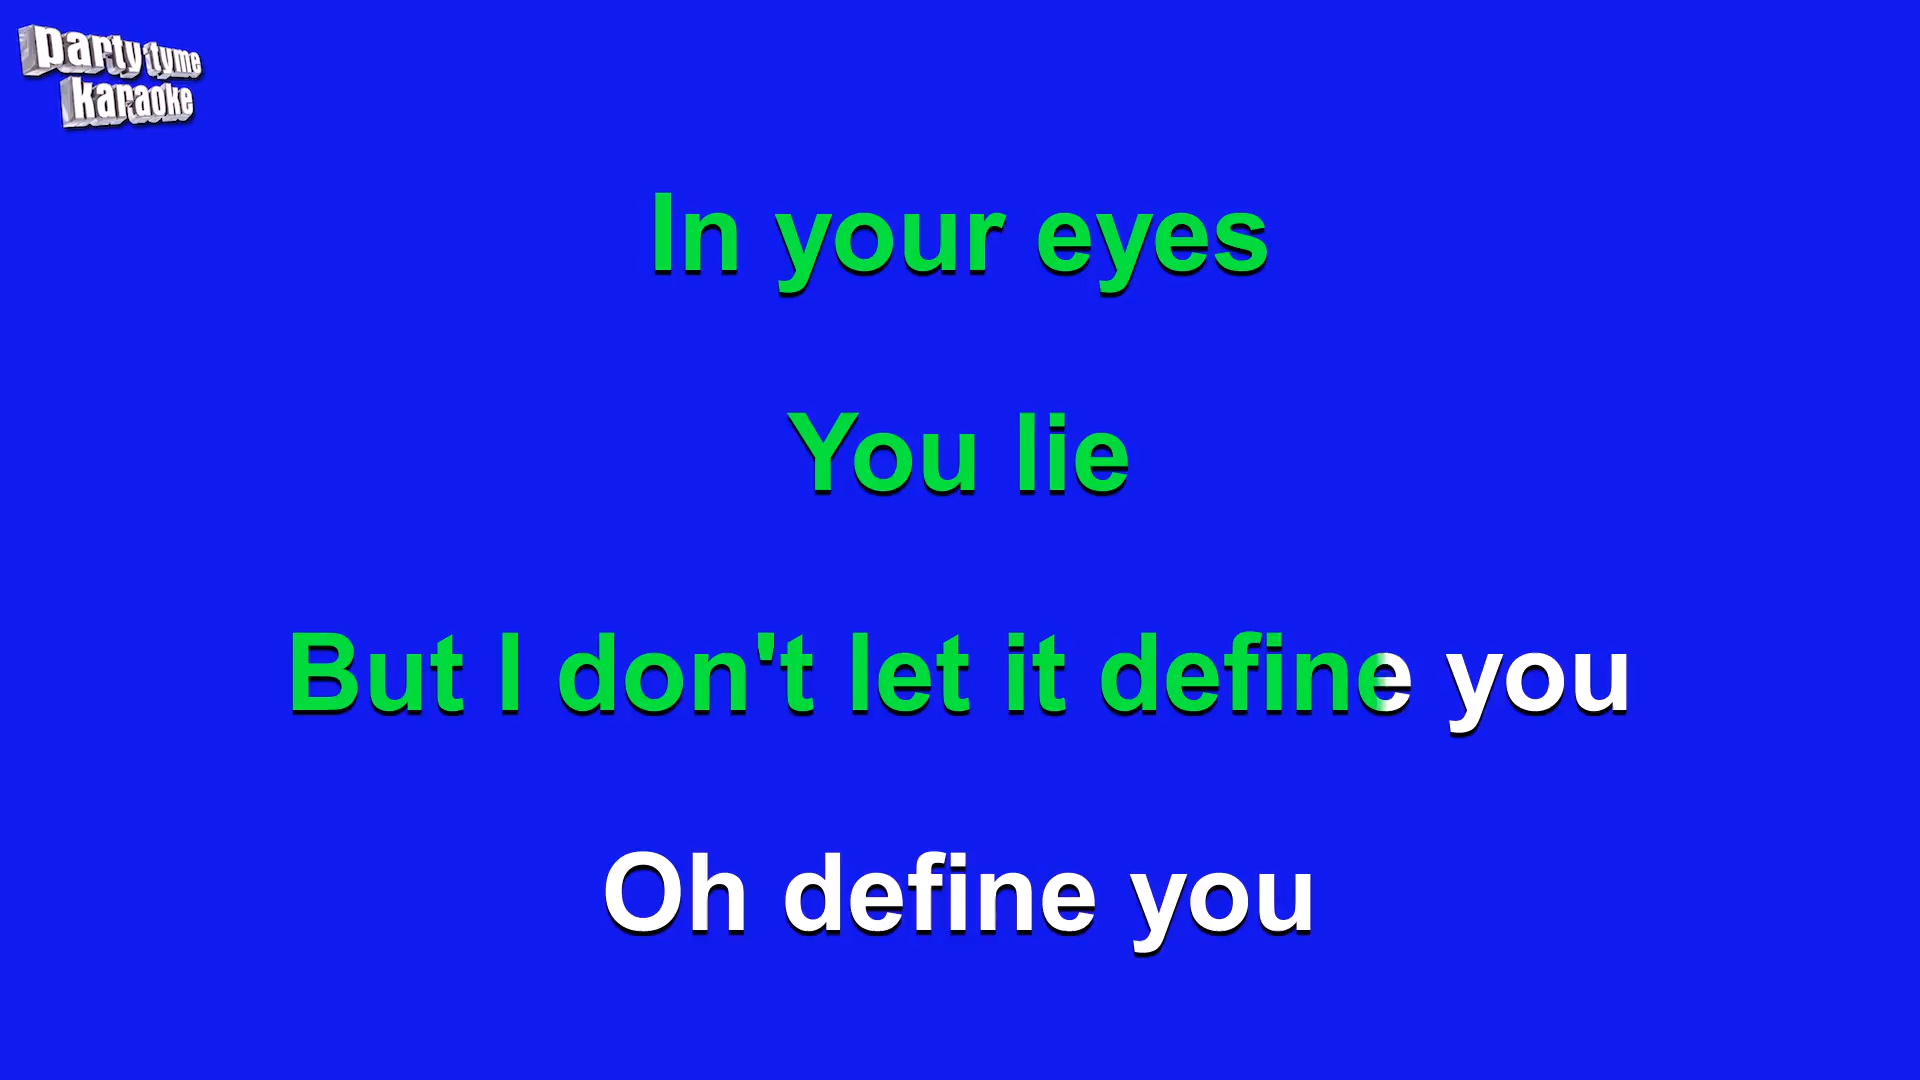 party tyme
karaoke
In your eyes
You lie
But I don't let it define you
Oh define you